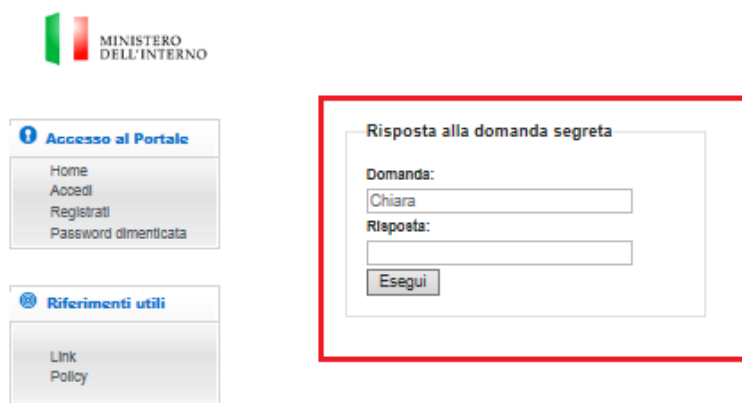 MINISTERO
DELL'INTERNO
Accesso al Portale
Home
Accedi
Registrati
Password dimenticata
Riferimenti utili
Link
Policy
Risposta alla domanda segreta
Domanda:
Chiara
Risposta:
Esegui